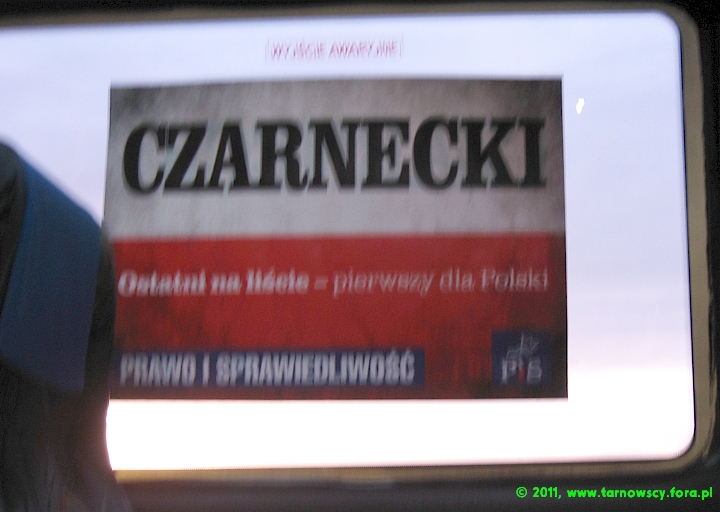 WYJŚCIE AWARYJNE
CZARNECKI
Ostatni na liście = pierwszy dla Polski
PRAWO I SPRAWIEDLIWOŚĆ
PiS
© 2011, www.tarnowscy.fora.pl